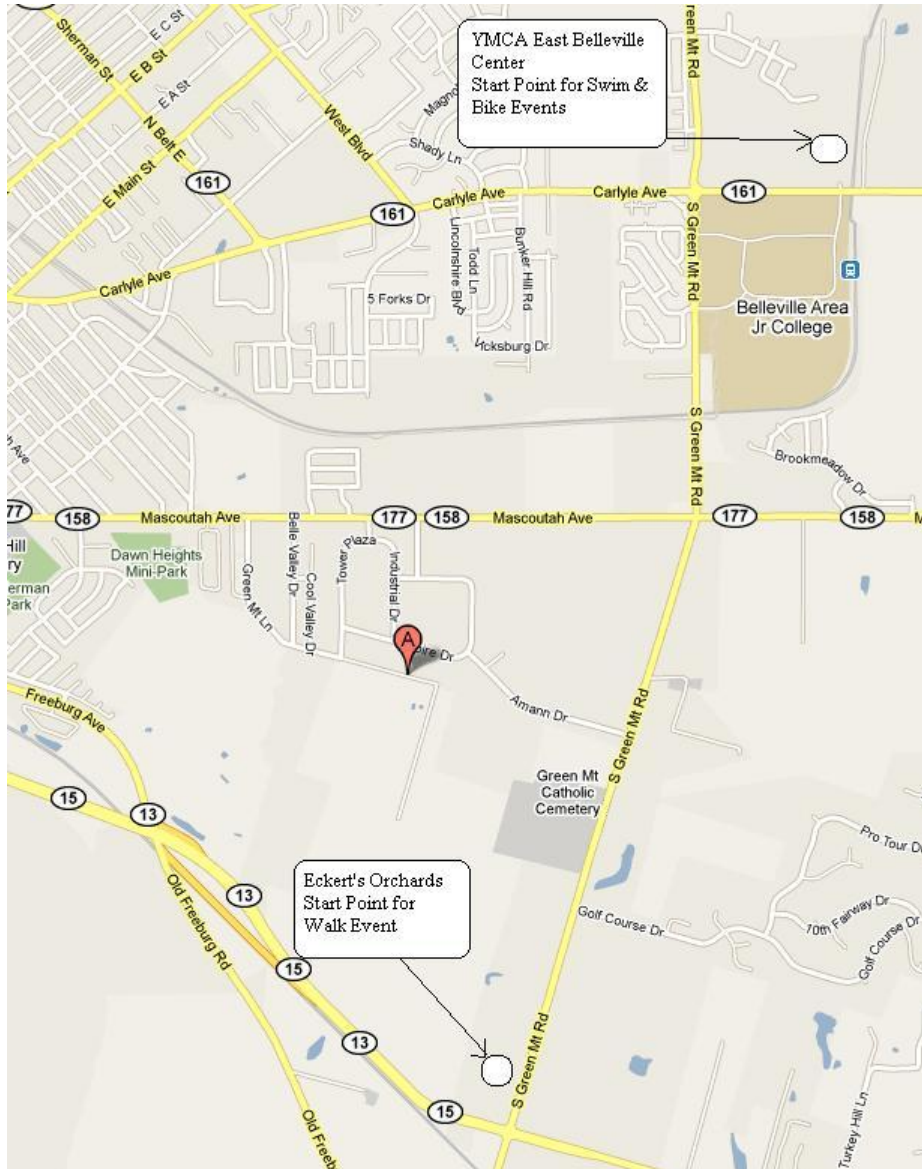 E C St
Sherman St
E B St
E A St
N Belt E
161
E Main St
West Blvd
Shady Ln
YMCA East Belleville
Center
Start Point for Swim &
Bike Events
Mt Rd
Carlyle Ave
161
Carlyle Ave
161
Carlyle Ave
S Green Mt Rd
Lincolnshire Blvd
Todd Ln
Bunker Hill Rd
5 Forks Dr
Belleville Area
Jr College
S Green Mt Rd
Brookmeadow Dr
158
Mascoutah Ave
177
158
Mascoutah Ave
177
158
Dawn Heights
Mini-Park
Hill
Park
Green Mt Ln
Belle Valley Dr
Cool Valley Dr
Tower Plaza
Industrial Dr
A
Amann Dr
S Green Mt Rd
Freeburg Ave
15
13
Green Mt
Catholic
Cemetery
Pro Tour Dr
10th Fairway Dr
Golf Course Dr
Golf Course Dr
Old Freeburg Rd
13
15
Eckert's Orchards
Start Point for
Walk Event
13
15
S Green Mt Rd
Turkey Hill Ln
Old